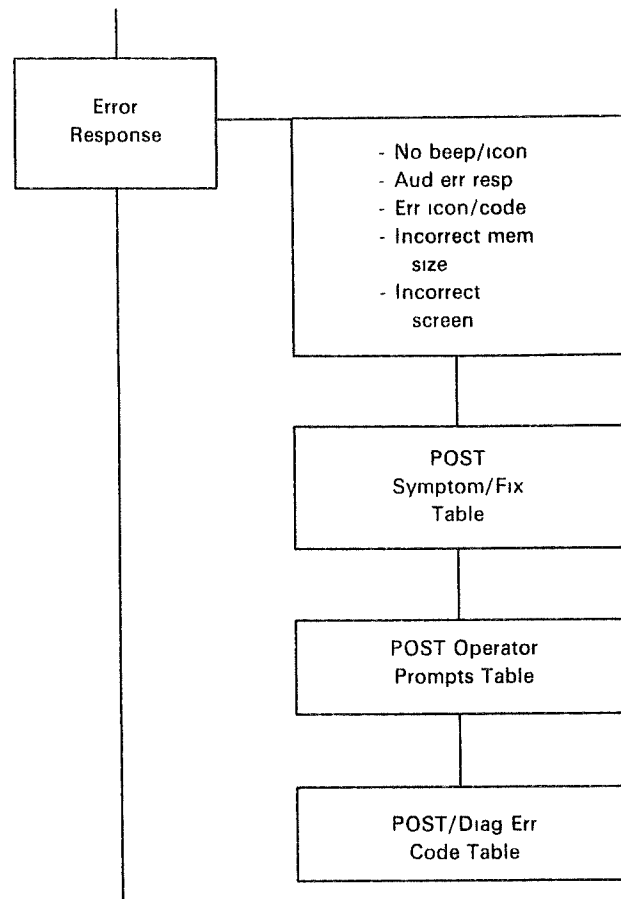 Error
Response
- No beep/icon
- Aud err resp
- Err icon/code
- Incorrect mem
size
- Incorrect
screen
POST
Symptom/Fix
Table
POST Operator
Prompts Table
POST/Diag Err
Code Table